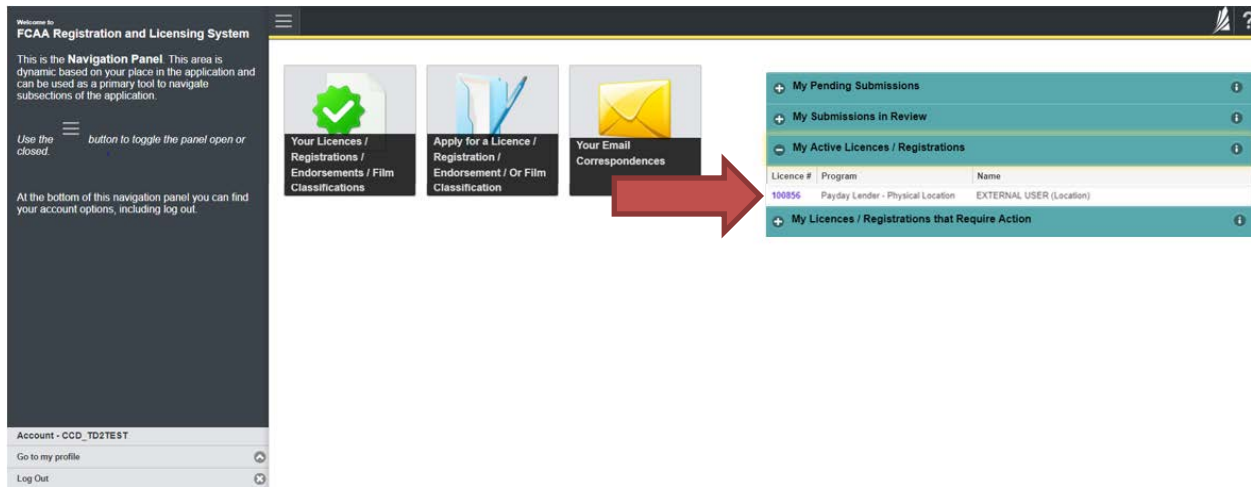 Welcome to
FCAA Registration and Licensing System
This is the Navigation Panel. This area is
dynamic based on your place in the application and
can be used as a primary tool to navigate
subsections of the application.
Use the button to toggle the panel open or
closed.
At the bottom of this navigation panel you can find
your account options, including log out.
Account - CCD_TD2TEST
Go to my profile
Log Out
Your Licences /
Registrations /
Endorsements / Film
Classifications
Apply for a Licence /
Registration /
Endorsement / Or Film
Classification
Your Email
Correspondences
?
My Pending Submissions
My Submissions in Review
My Active Licences / Registrations
Licence # Program Name
100856 Payday Lender - Physical Location EXTERNAL USER (Location)
My Licences / Registrations that Require Action